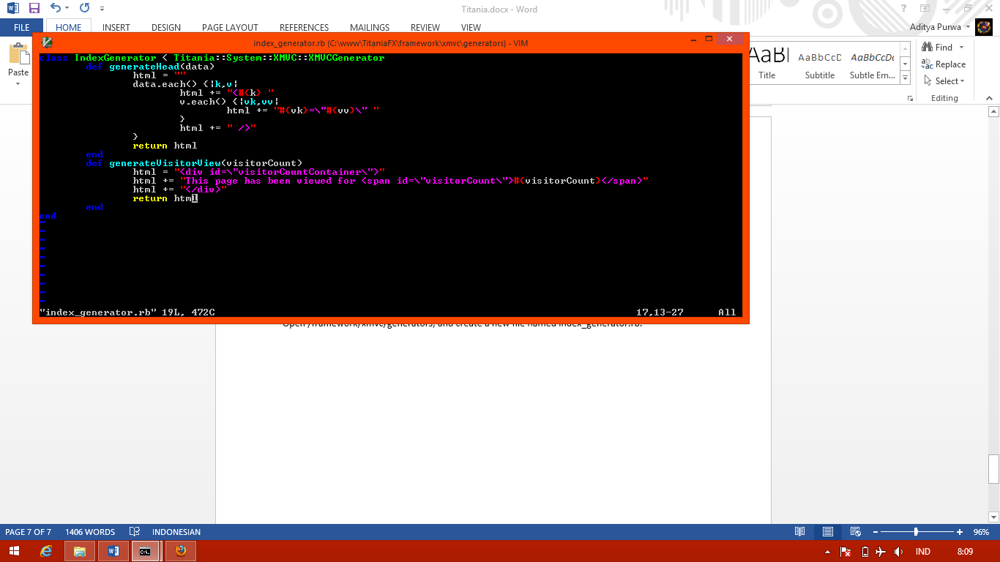 Titania.docx - Word
FILE HOME INSERT DESIGN PAGE LAYOUT REFERENCES MAILINGS REVIEW VIEW Aditya Purwa
Paste
AaBl AaBbCcD AaBbCcDc
Title Subtitle Subtle Em...
Find
Replace
Select
Editing
index_generator.rb (C:\www\TitaniaFX\framework\xmvc\generators) - VIM
class IndexGenerator < Titania::System::XMVC::XMVCGenerator
def generateHead(data)
html = ""
data.each() {|k,v|
html += "<#{k} "
v.each() {|vk,vv|
html += "#{vk}=\"#{vv}\" "
}
html += " />"
}
return html
end
def generateVisitorView(visitorCount)
html = "<div id=\"visitorCountContainer\">"
html += "This page has been viewed for <span id=\"visitorCount\">#{visitorCount}</span>"
html += "</div>"
return html
end
end
~
~
~
~
~
~
~
~
~
~
"index_generator.rb" 19L, 472C 17,13-27 All
Open /framework/xmvc/generators, and create a new file named index_generator.rb.
PAGE 7 OF 7 1406 WORDS INDONESIAN 96%
IND 8:09